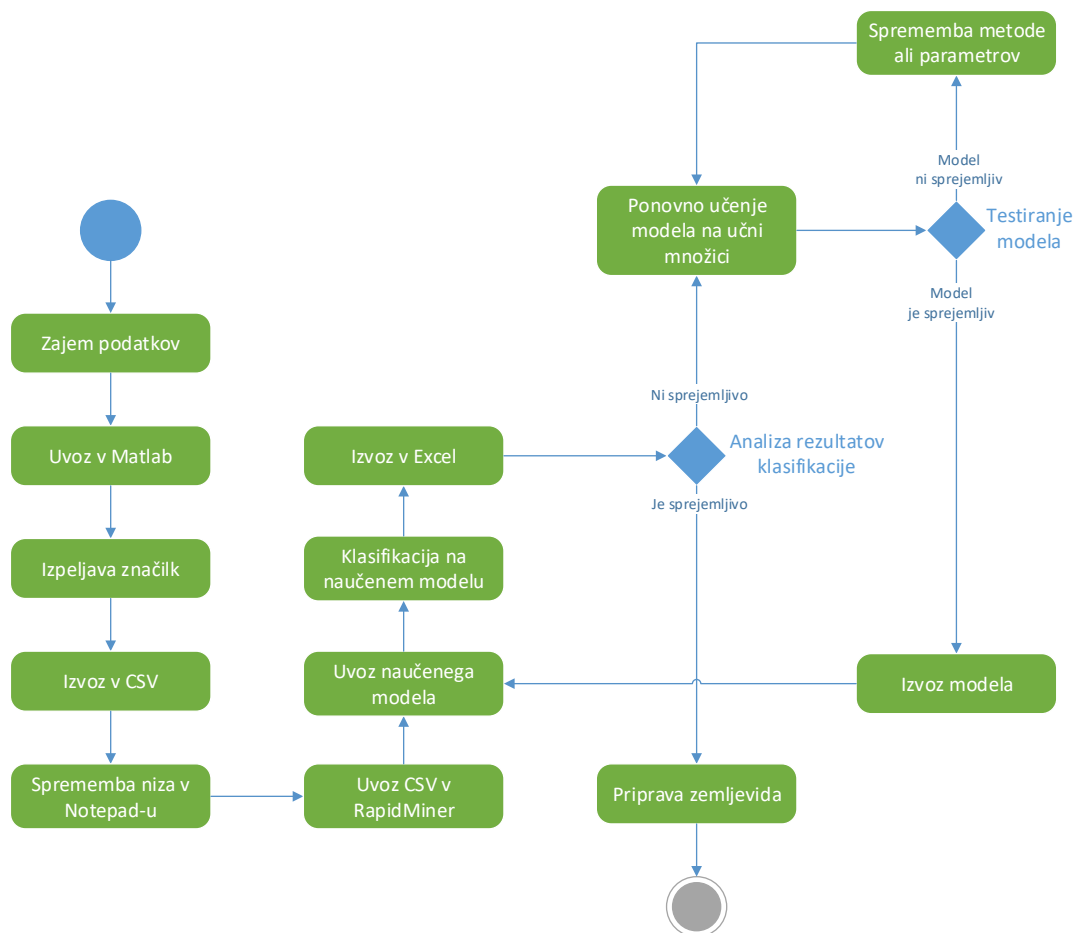 Sprememba metode
ali parametrov
Model
ni sprejemljiv
Ponovno učenje
modela na učni
množici
Testiranje
modela
Model
je sprejemljiv
Zajem podatkov
Ni sprejemljivo
Uvoz v Matlab
Izvoz v Excel
Analiza rezultatov
klasifikacije
Je sprejemljivo
Izpeljava značilk
Klasifikacija na
naučenem modelu
Izvoz v CSV
Uvoz naučenega
modela
Izvoz modela
Sprememba niza v
Notepad-u
Uvoz CSV v
RapidMiner
Priprava zemljevida